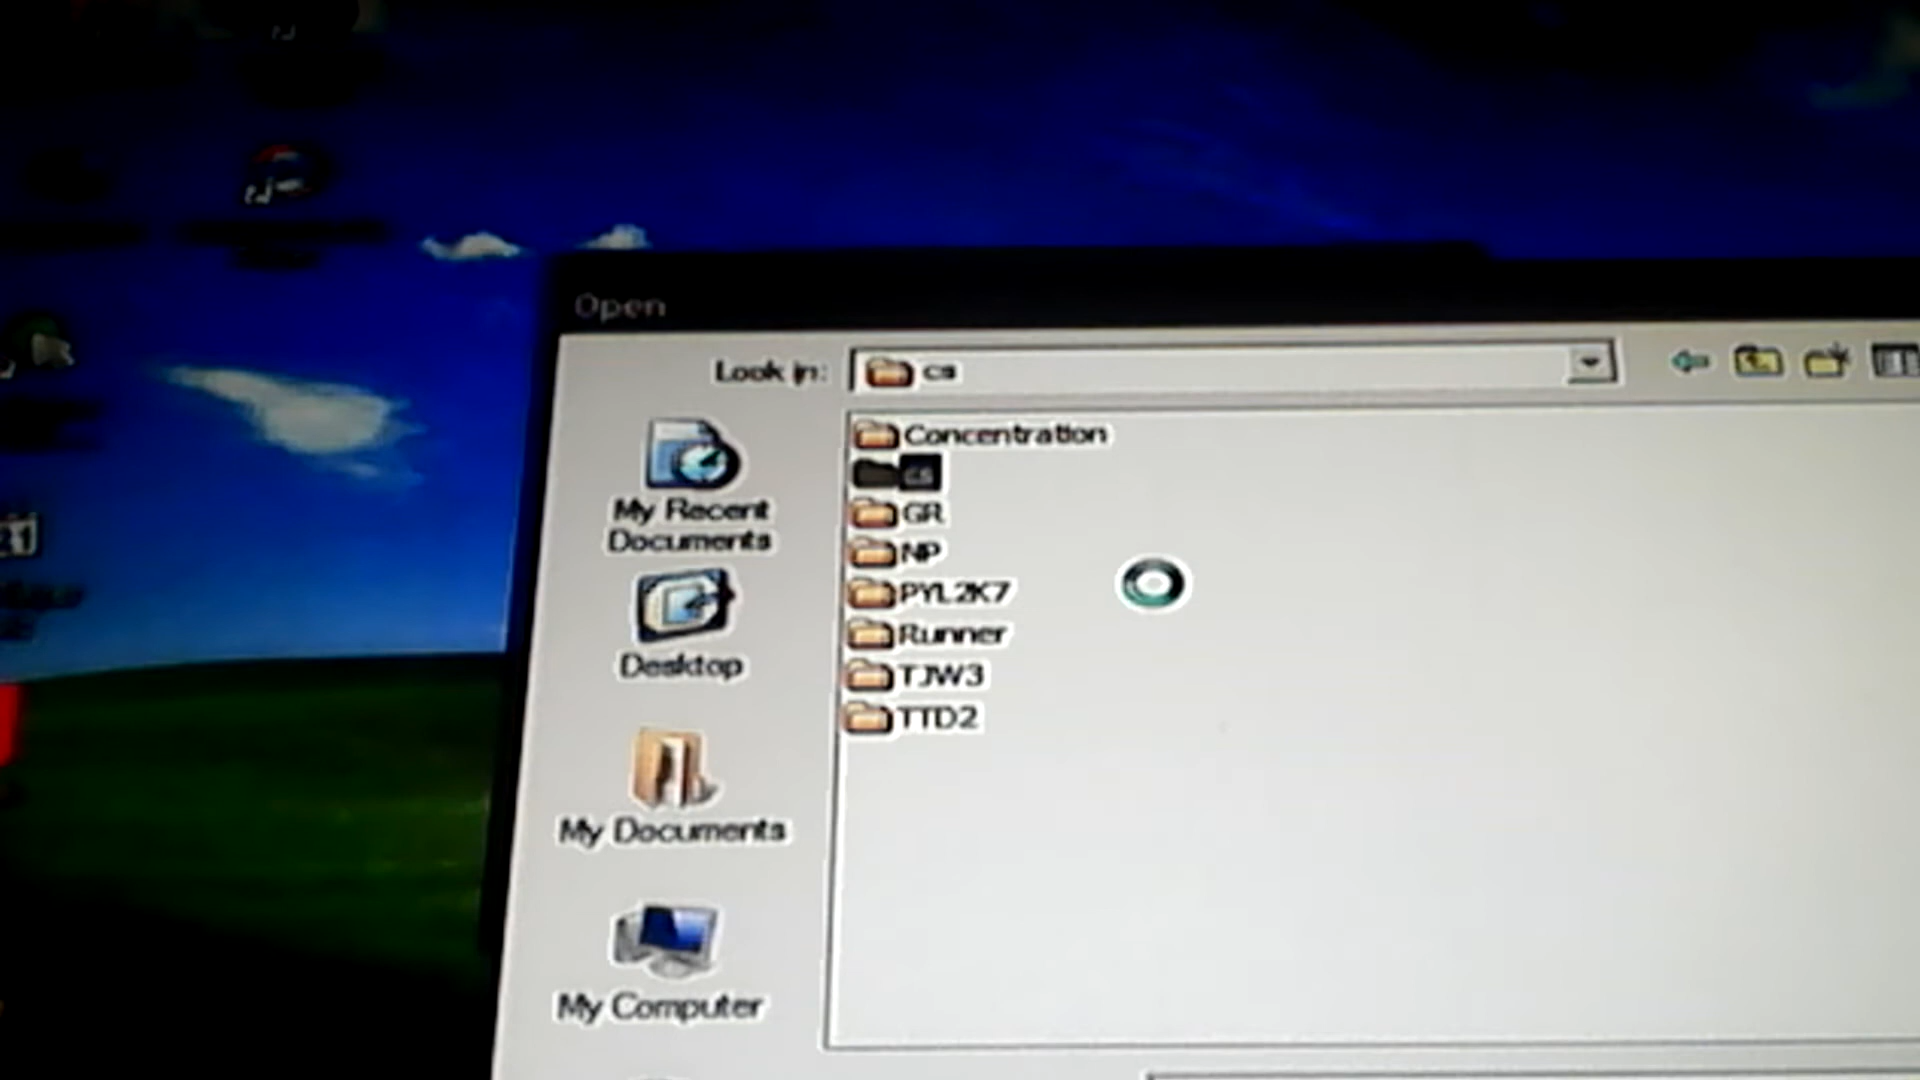 Open
Look in: cs
Concentration
cs
GR
NP
PYL2K7
Runner
TJW3
TTD2
My Recent
Documents
Desktop
My Documents
My Computer
21